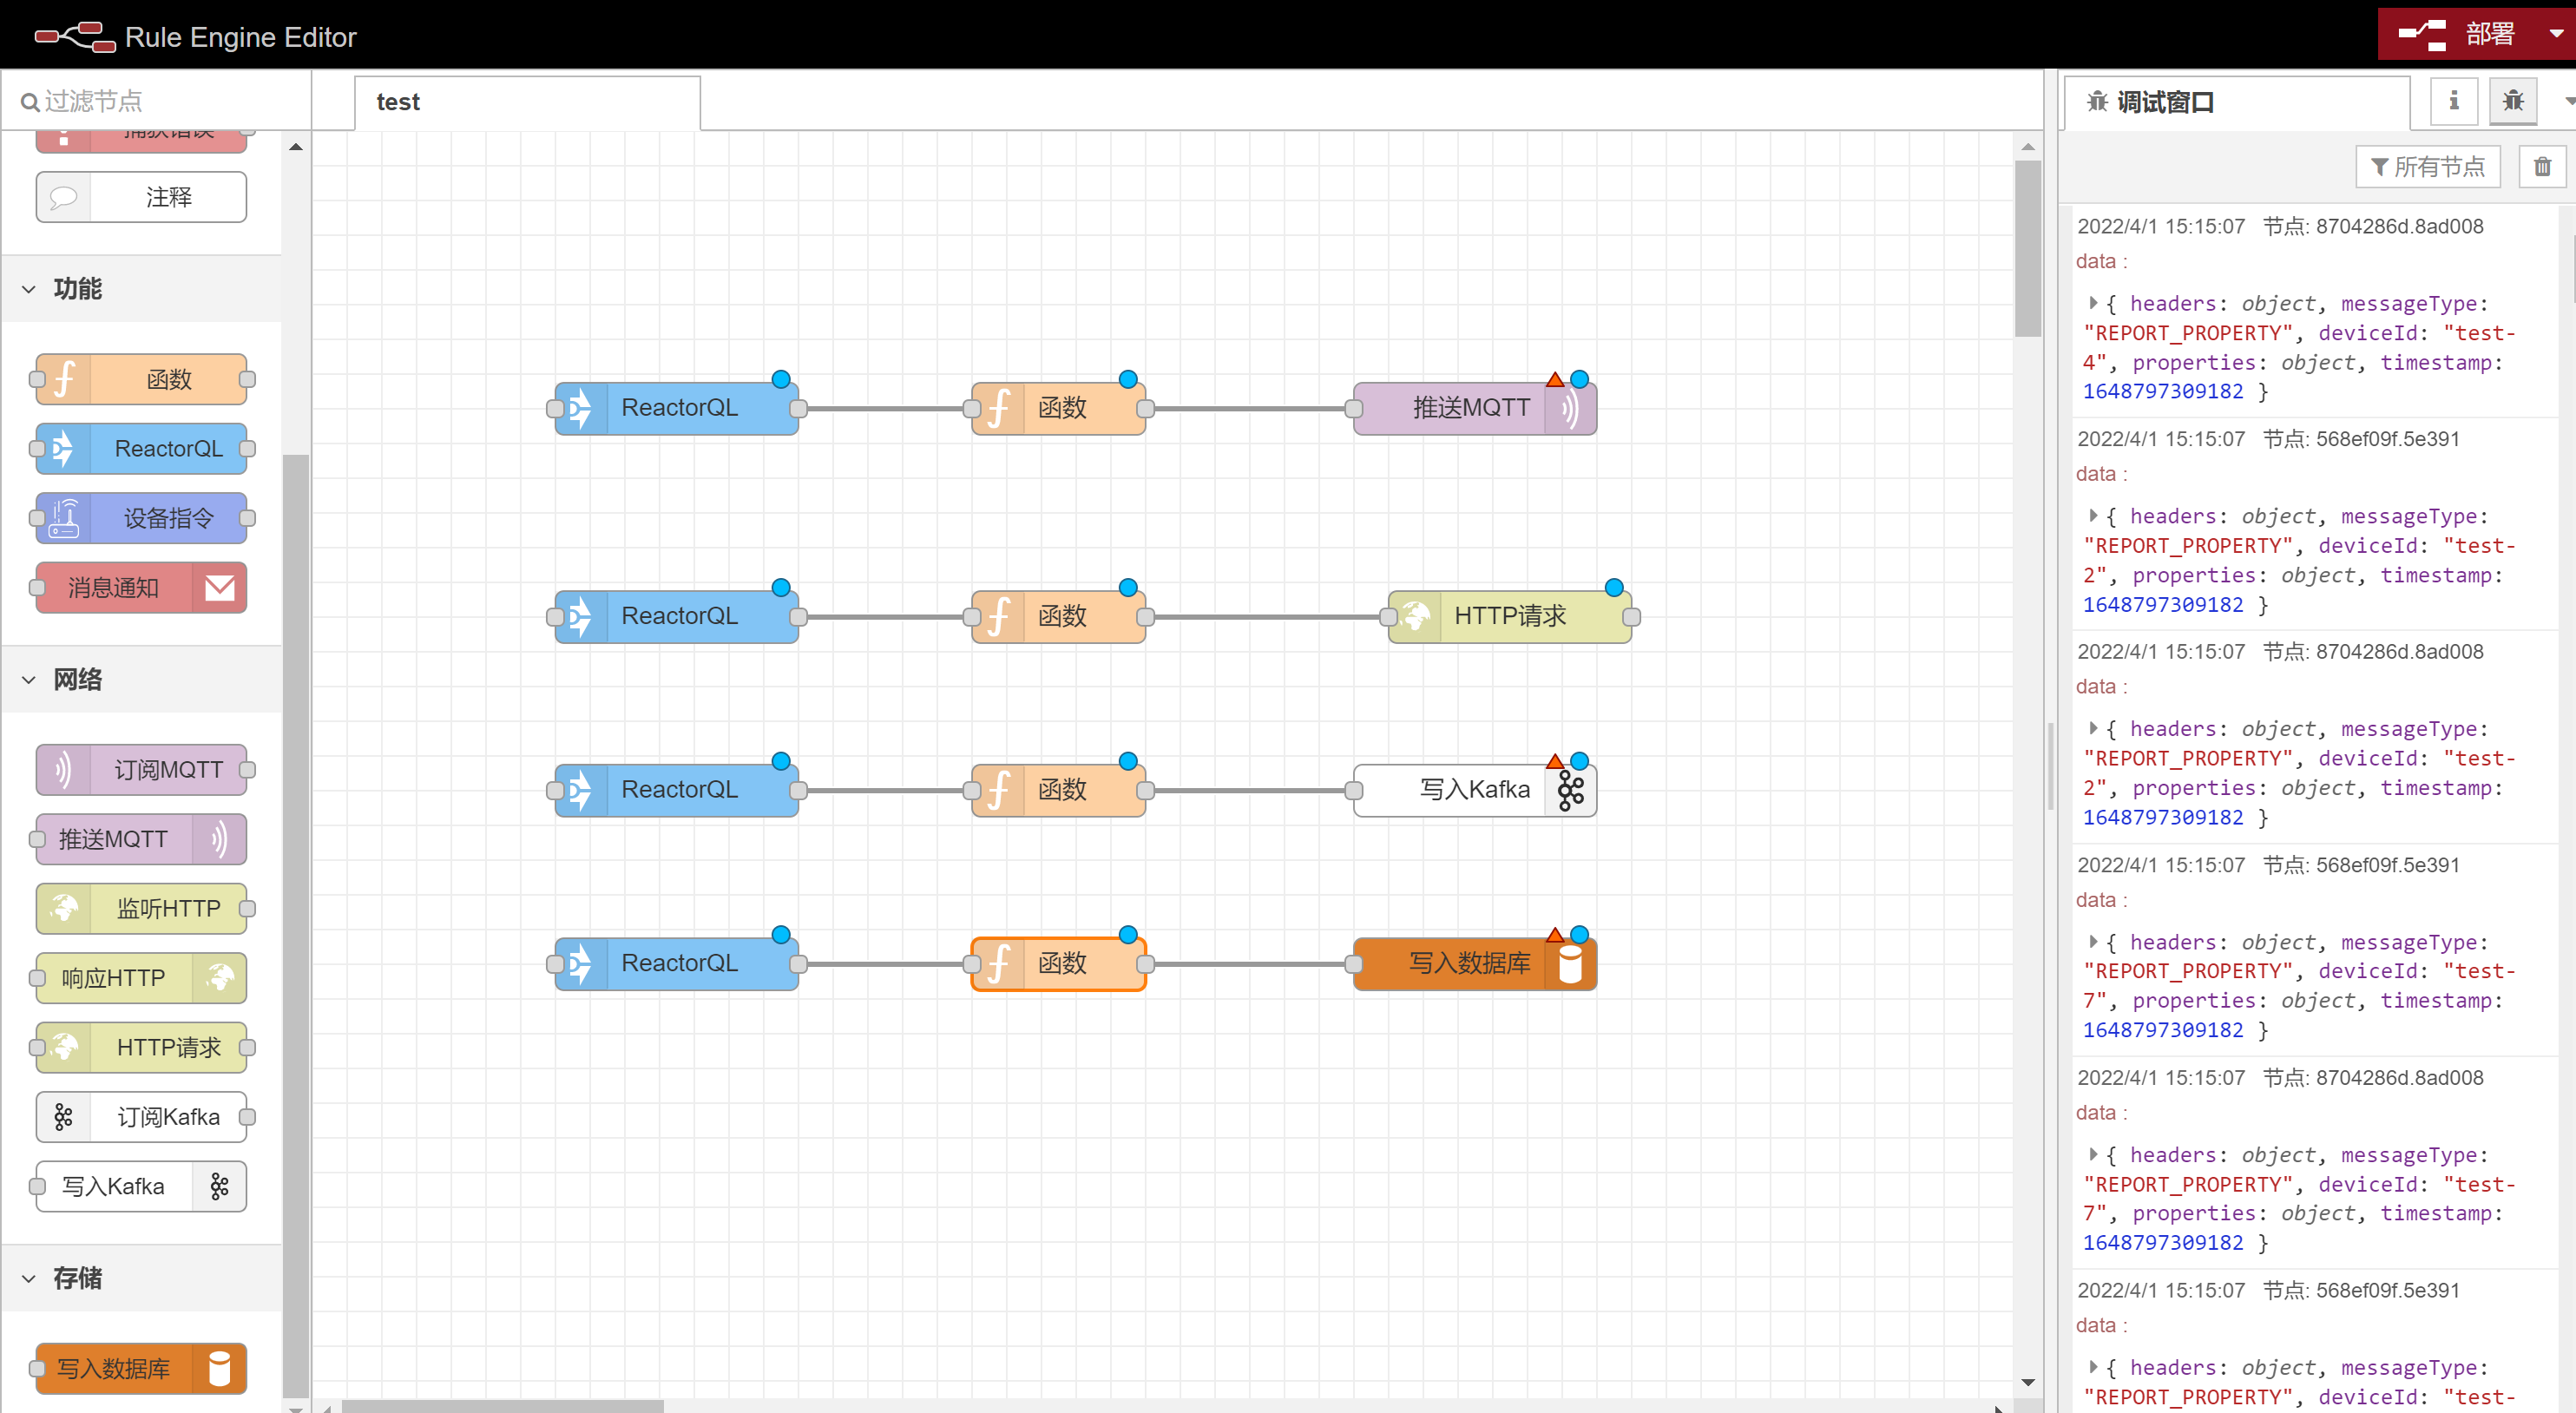 Rule Engine Editor
部署
过滤节点
test
调试窗口
所有节点
捕获错误
注释
功能
函数
ReactorQL
设备指令
消息通知
网络
订阅MQTT
推送MQTT
监听HTTP
响应HTTP
HTTP请求
订阅Kafka
写入Kafka
存储
写入数据库
ReactorQL
函数
推送MQTT
ReactorQL
函数
HTTP请求
ReactorQL
函数
写入Kafka
ReactorQL
函数
写入数据库
2022/4/1 15:15:07 节点: 8704286d.8ad008
data :
{ headers: object, messageType:
"REPORT_PROPERTY", deviceId: "test-
4", properties: object, timestamp:
1648797309182 }
2022/4/1 15:15:07 节点: 568ef09f.5e391
data :
{ headers: object, messageType:
"REPORT_PROPERTY", deviceId: "test-
2", properties: object, timestamp:
1648797309182 }
2022/4/1 15:15:07 节点: 8704286d.8ad008
data :
{ headers: object, messageType:
"REPORT_PROPERTY", deviceId: "test-
2", properties: object, timestamp:
1648797309182 }
2022/4/1 15:15:07 节点: 568ef09f.5e391
data :
{ headers: object, messageType:
"REPORT_PROPERTY", deviceId: "test-
7", properties: object, timestamp:
1648797309182 }
2022/4/1 15:15:07 节点: 8704286d.8ad008
data :
{ headers: object, messageType:
"REPORT_PROPERTY", deviceId: "test-
7", properties: object, timestamp:
1648797309182 }
2022/4/1 15:15:07 节点: 568ef09f.5e391
data :
{ headers: object, messageType:
"REPORT_PROPERTY", deviceId: "test-